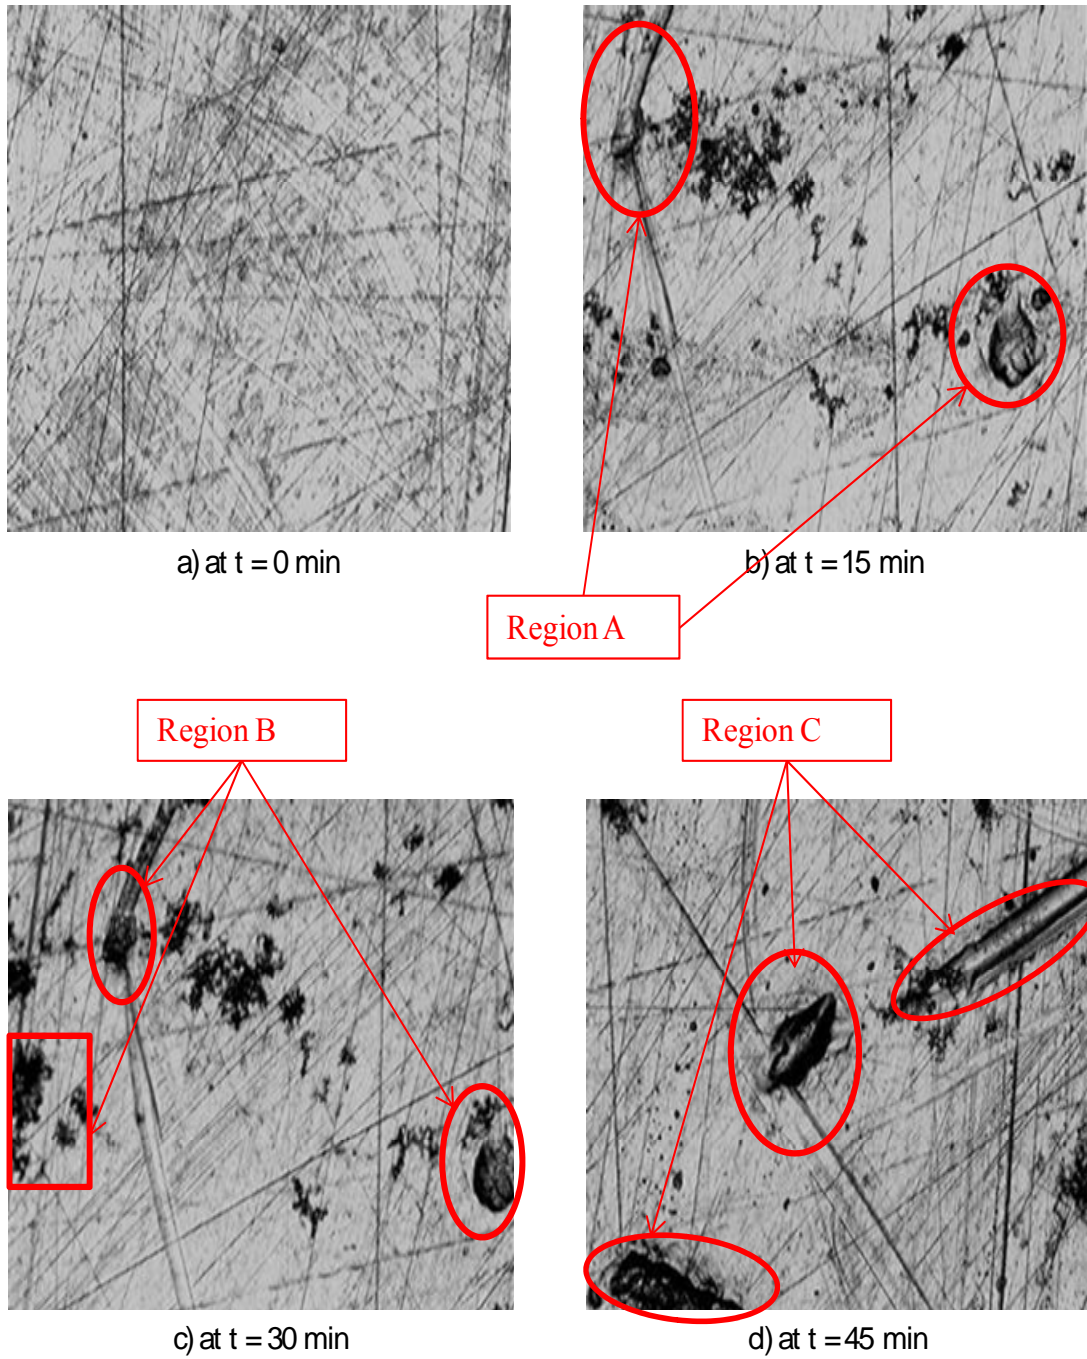 a) at t = 0 min
b) at t = 15 min
Region A
Region B
Region C
c) at t = 30 min
d) at t = 45 min